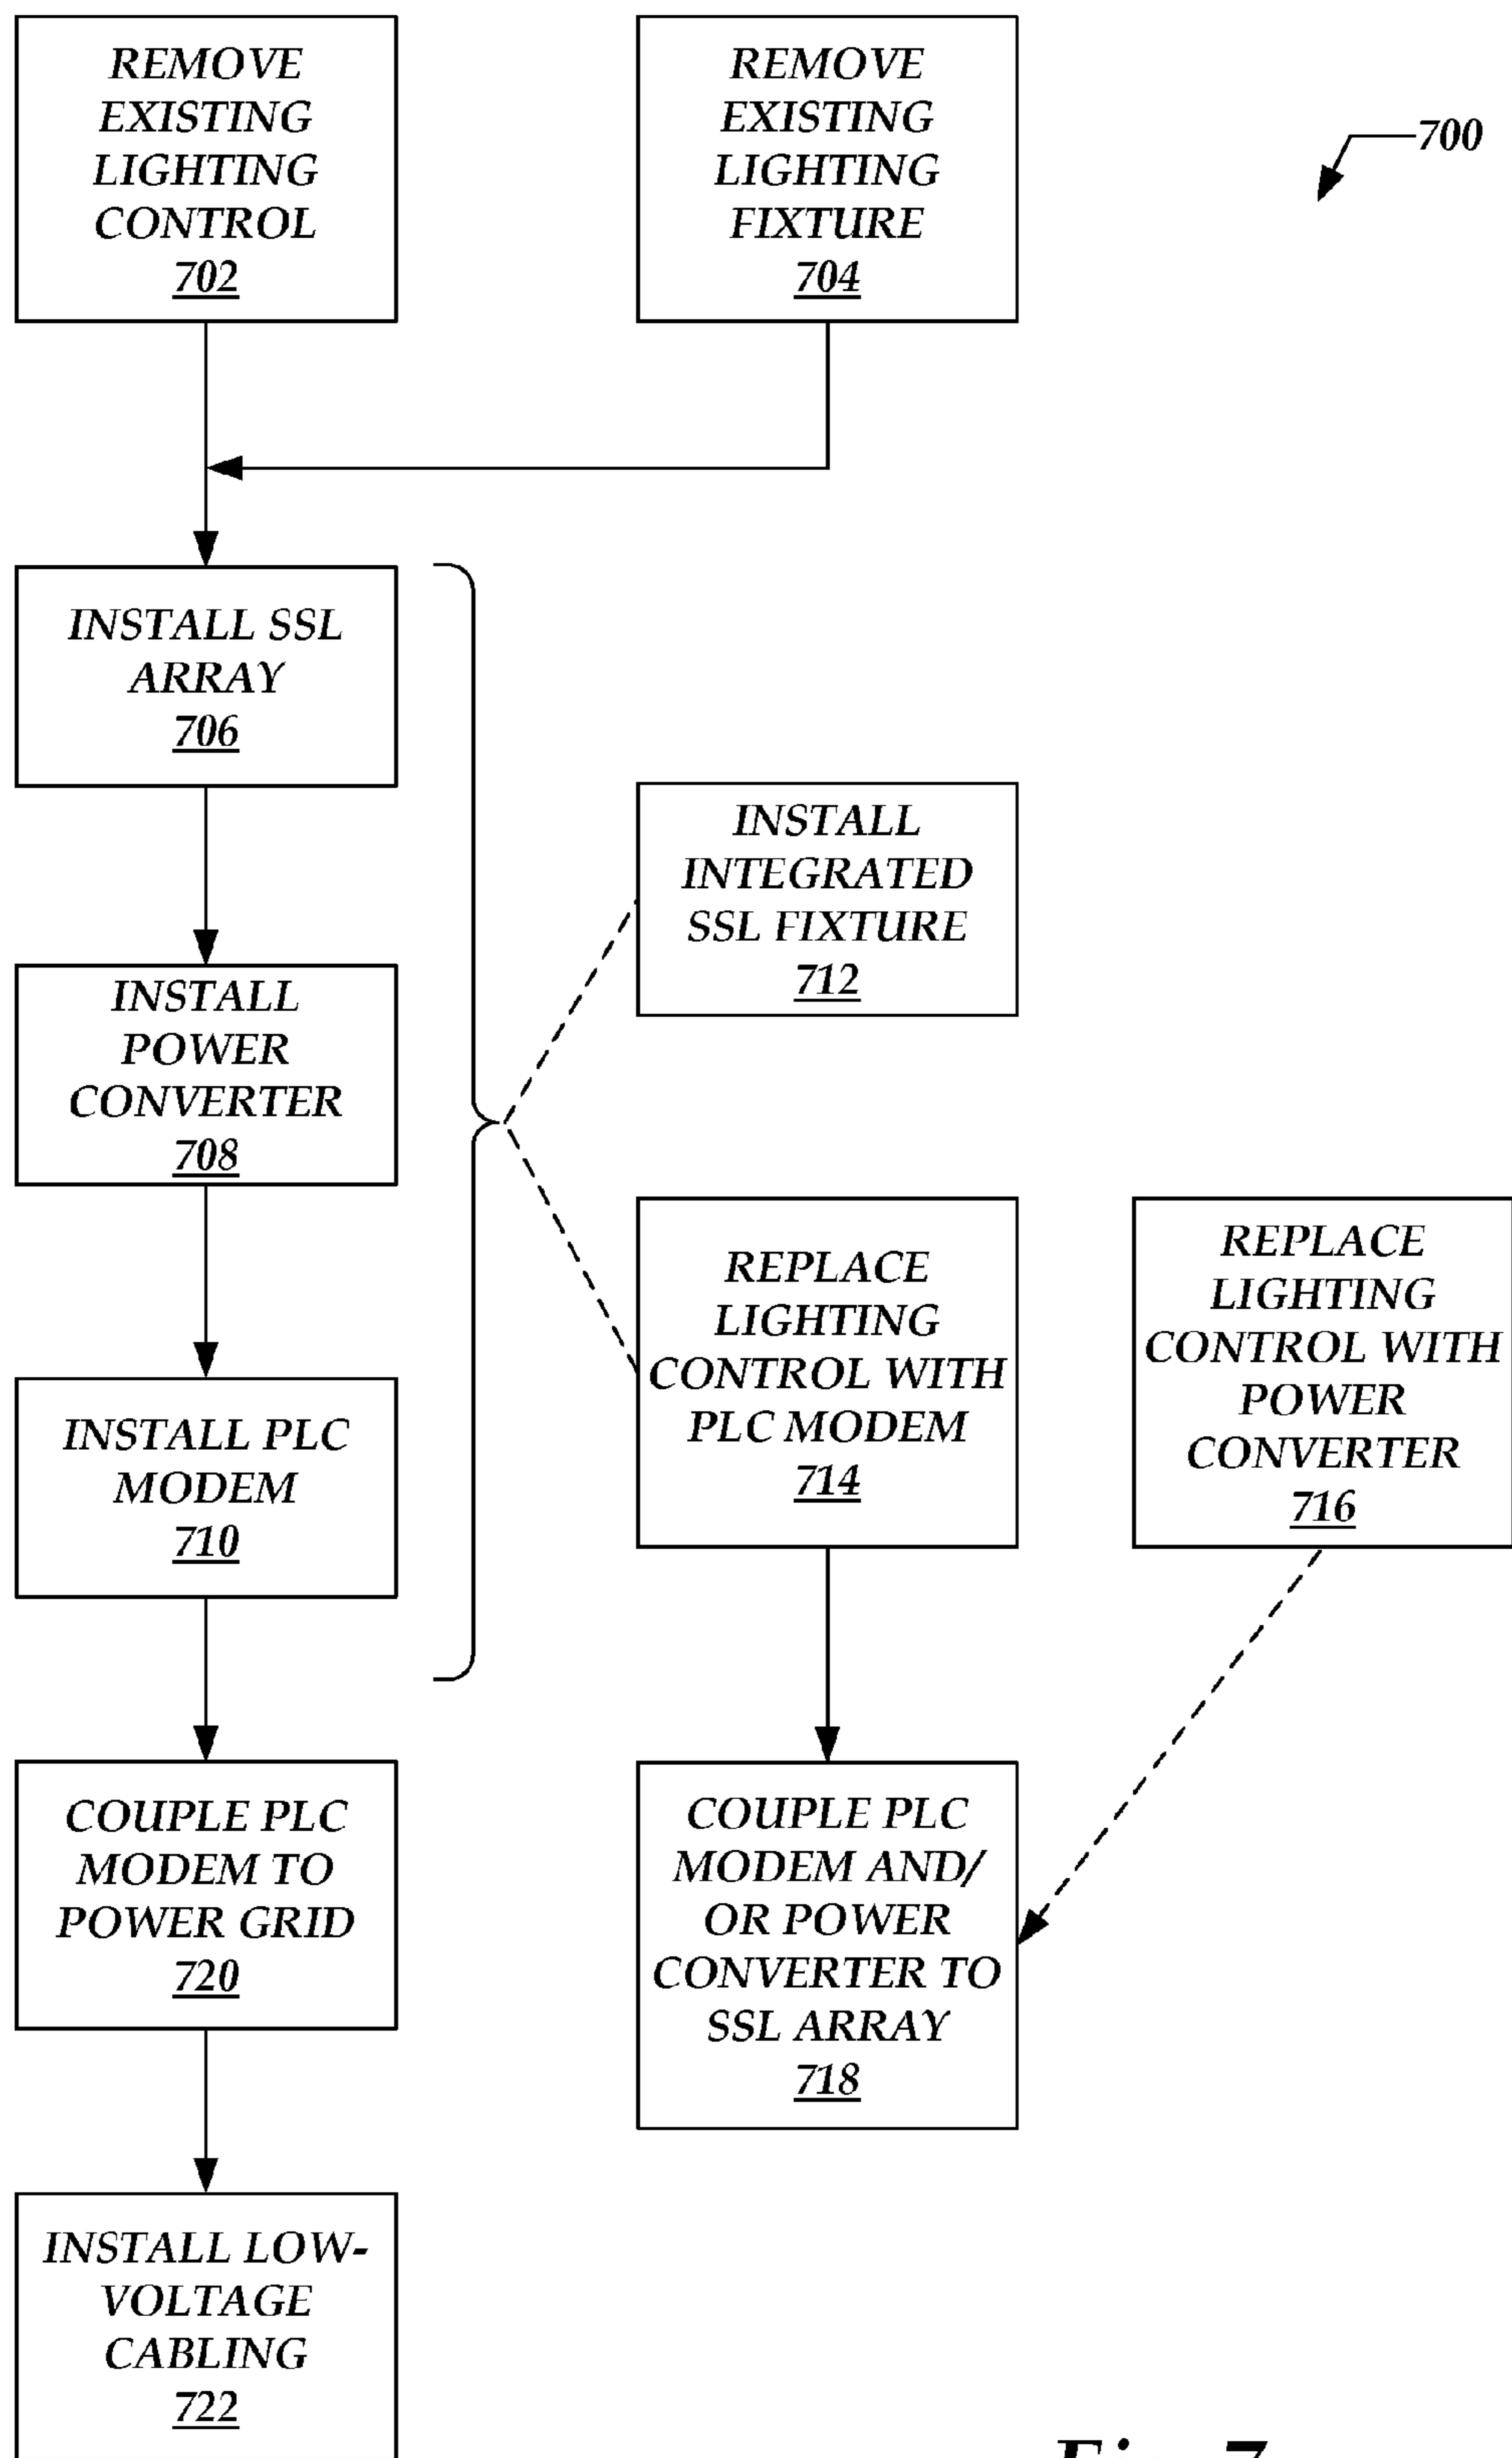 REMOVE
EXISTING
LIGHTING
CONTROL
702
REMOVE
EXISTING
LIGHTING
FIXTURE
704
700
INSTALL SSL
ARRAY
706
INSTALL
POWER
CONVERTER
708
INSTALL PLC
MODEM
710
INSTALL
INTEGRATED
SSL FIXTURE
712
REPLACE
LIGHTING
CONTROL WITH
PLC MODEM
714
REPLACE
LIGHTING
CONTROL WITH
POWER
CONVERTER
716
COUPLE PLC
MODEM TO
POWER GRID
720
COUPLE PLC
MODEM AND/
OR POWER
CONVERTER TO
SSL ARRAY
718
INSTALL LOW-
VOLTAGE
CABLING
722